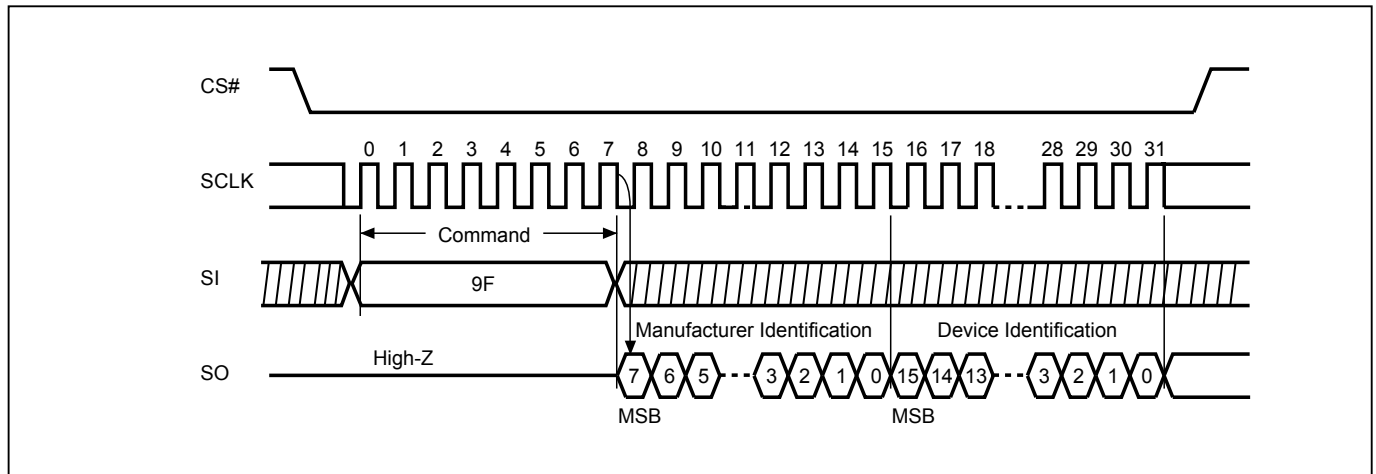 CS#
0 1 2 3 4 5 6 7 8 9 10 11 12 13 14 15 16 17 18 28 29 30 31
SCLK
Command
SI
9F
Manufacturer Identification Device Identification
High-Z
SO
7 6 5 3 2 1 0 15 14 13 3 2 1 0
MSB MSB